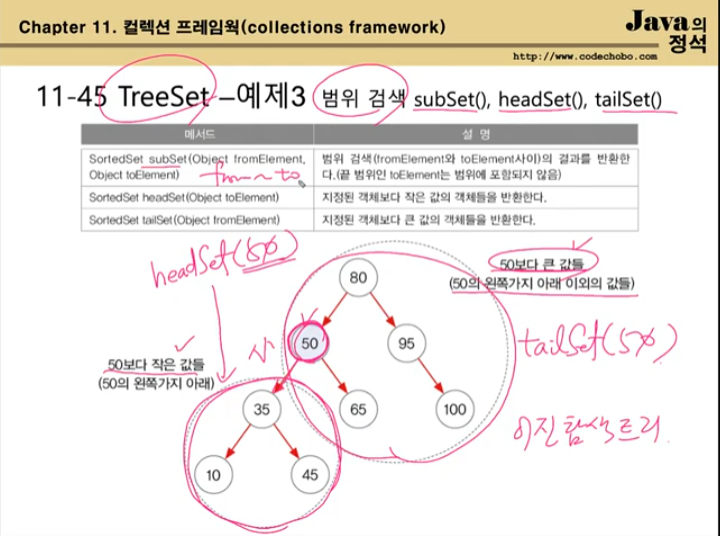 Chapter 11. 컬렉션 프레임웍(collections framework)
Java의
정석
http://www.codechobo.com
11-45 TreeSet –예제3 범위 검색 subSet(), headSet(), tailSet()
메서드
설 명
SortedSet subSet(Object fromElement,
Object toElement)
from ~ to
범위 검색(fromElement와 toElement사이)의 결과를 반환한
다.(끝 범위인 toElement는 범위에 포함되지 않음)
SortedSet headSet(Object toElement)
지정된 객체보다 작은 값의 객체들을 반환한다.
SortedSet tailSet(Object fromElement)
지정된 객체보다 큰 값의 객체들을 반환한다.
headSet(50)
50보다 큰 값들
(50의 왼쪽가지 아래 이외의 값들)
80
50
95
tailSet(50)
50보다 작은 값들
(50의 왼쪽가지 아래)
35
65
100
이진탐색트리
10
45